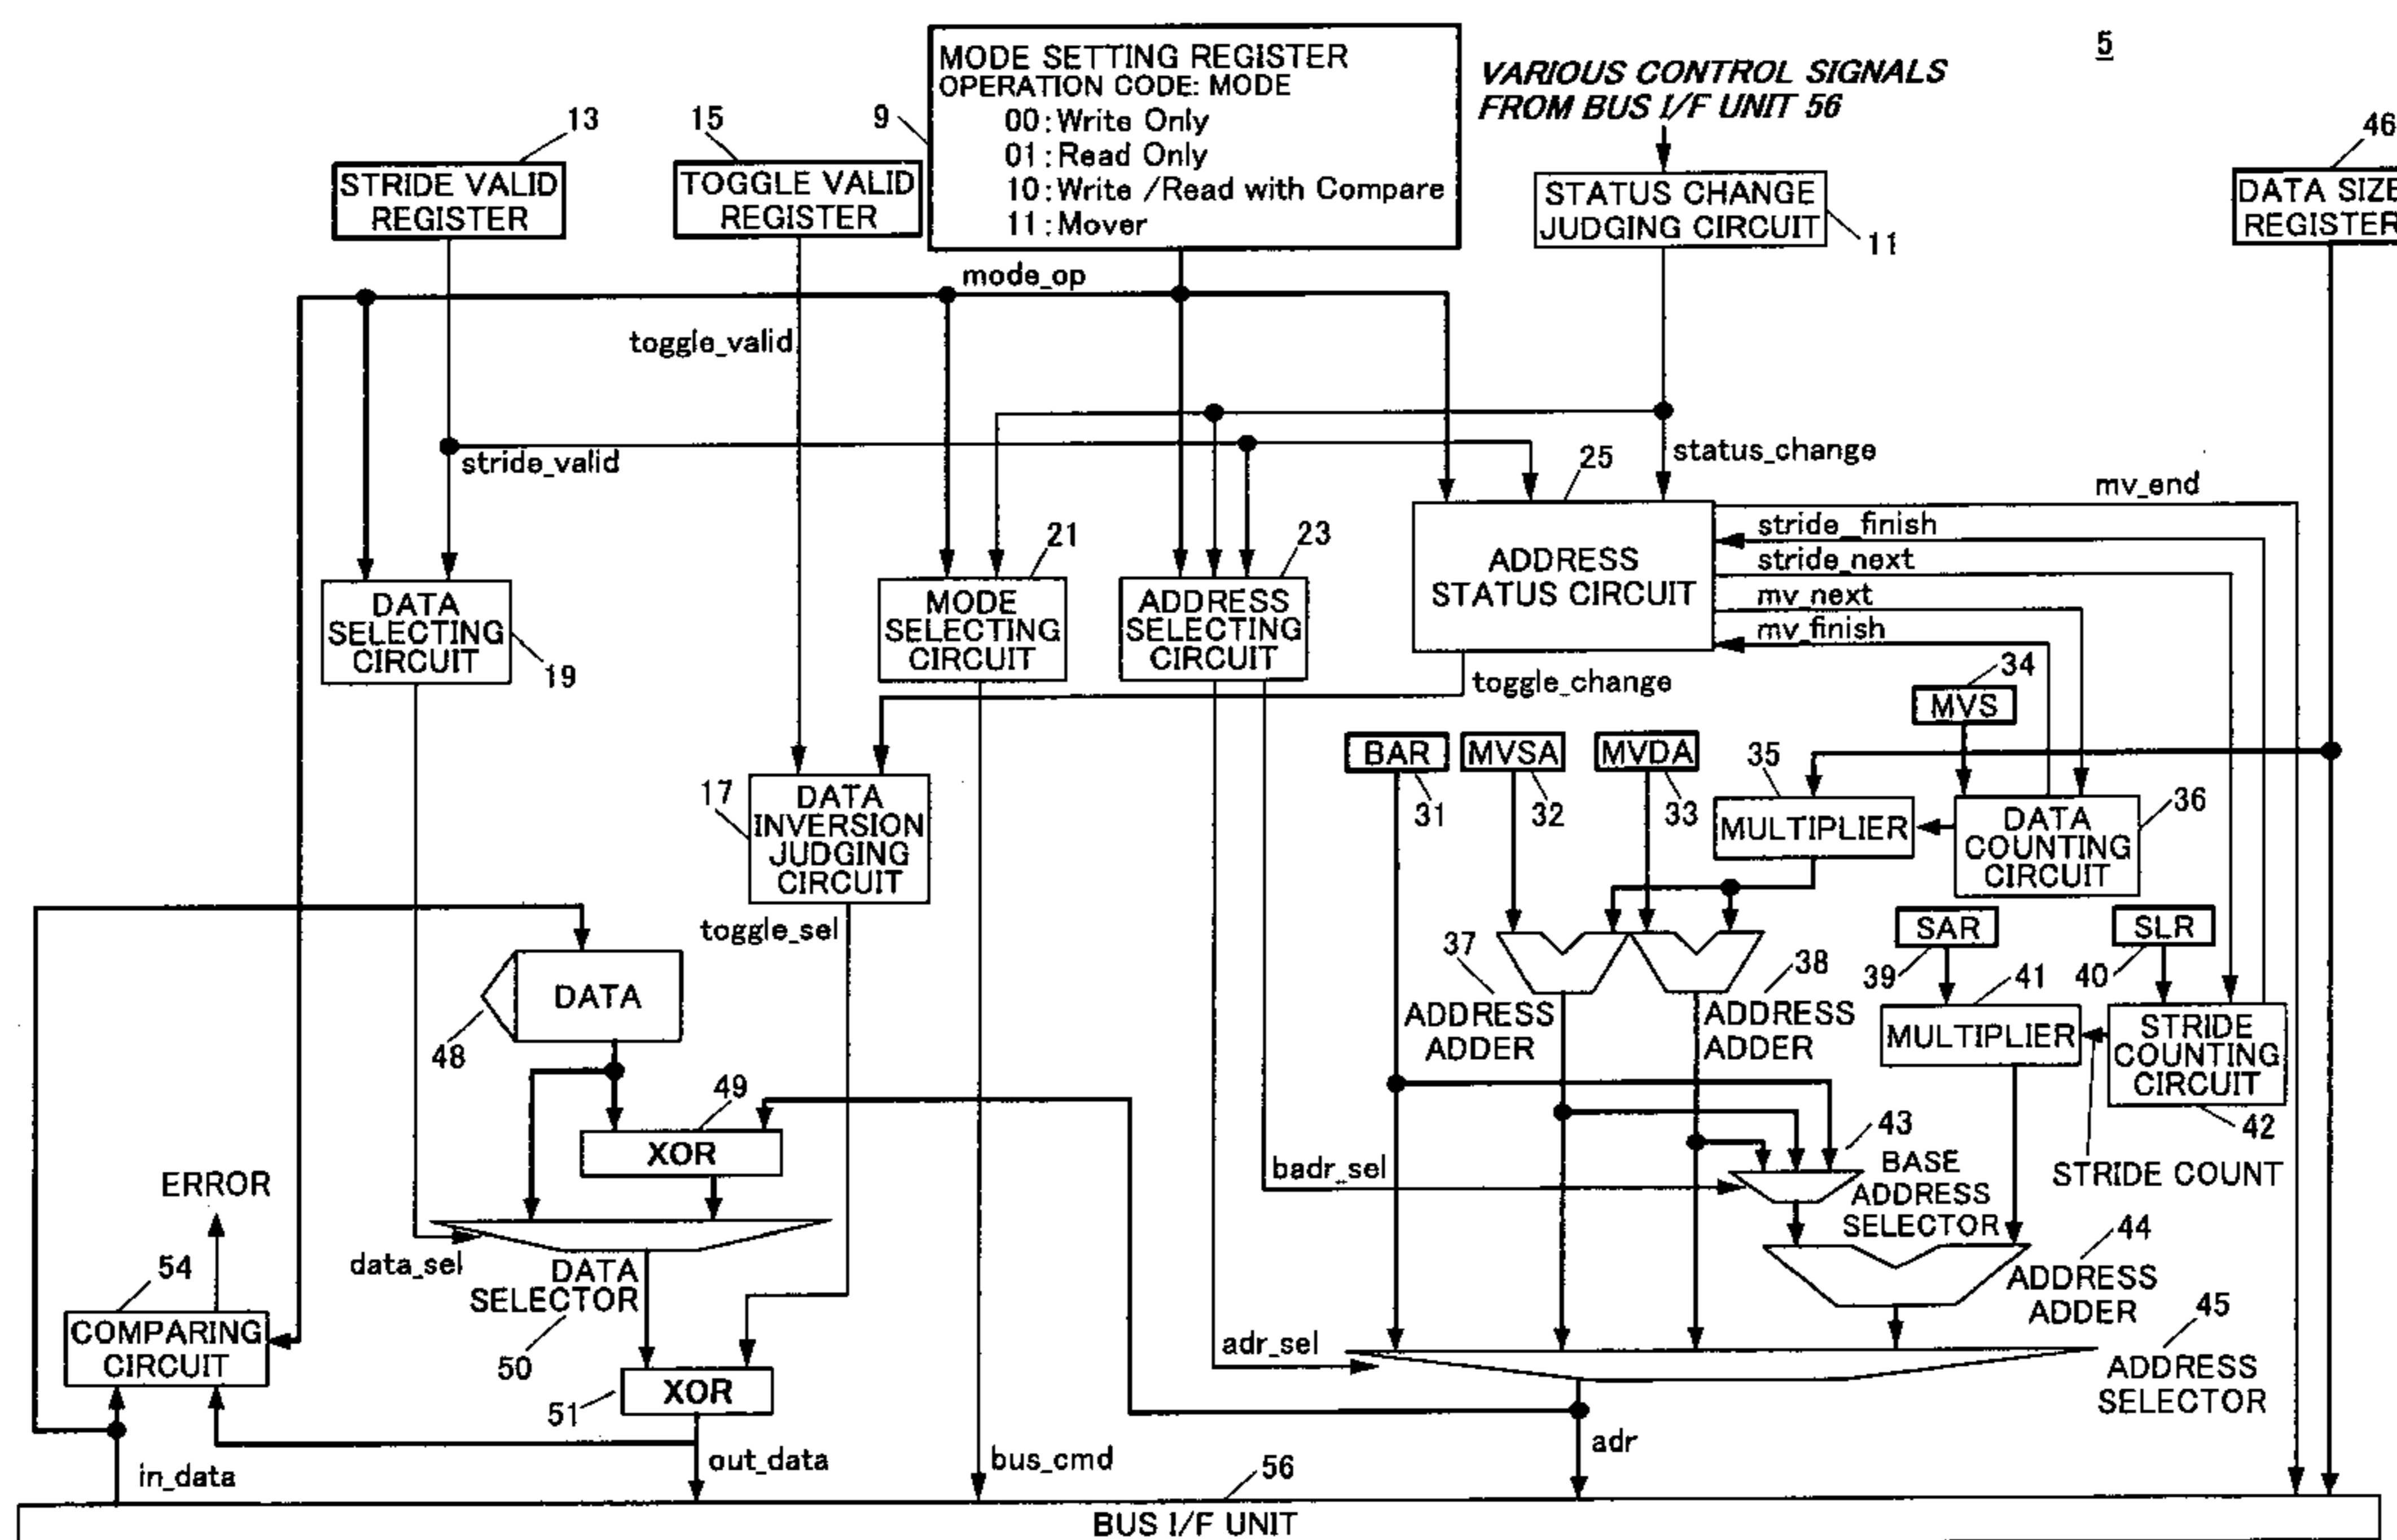 5
MODE SETTING REGISTER
OPERATION CODE: MODE
00: Write Only
01: Read Only
10: Write /Read with Compare
11: Mover
9
VARIOUS CONTROL SIGNALS
FROM BUS I/F UNIT 56
13
STRIDE VALID
REGISTER
15
TOGGLE VALID
REGISTER
STATUS CHANGE
JUDGING CIRCUIT
11
46
DATA SIZE
REGISTER
mode_op
toggle_valid
stride_valid
status_change
25
mv_end
ADDRESS
STATUS CIRCUIT
stride_finish
stride_next
mv_next
mv_finish
DATA
SELECTING
CIRCUIT
19
21
MODE
SELECTING
CIRCUIT
23
ADDRESS
SELECTING
CIRCUIT
toggle_change
34
MVS
BAR
31
MVSA
32
MVDA
33
35
MULTIPLIER
DATA
COUNTING
CIRCUIT
36
17
DATA
INVERSION
JUDGING
CIRCUIT
toggle_sel
DATA
48
37
ADDRESS
ADDER
38
ADDRESS
ADDER
SAR
39
SLR
40
41
MULTIPLIER
STRIDE
COUNTING
CIRCUIT
42
STRIDE COUNT
49
XOR
43
BASE
ADDRESS
SELECTOR
badr_sel
ERROR
data_sel
DATA
SELECTOR
50
44
ADDRESS
ADDER
54
COMPARING
CIRCUIT
XOR
51
adr_sel
45
ADDRESS
SELECTOR
in_data
out_data
bus_cmd
adr
56
BUS I/F UNIT